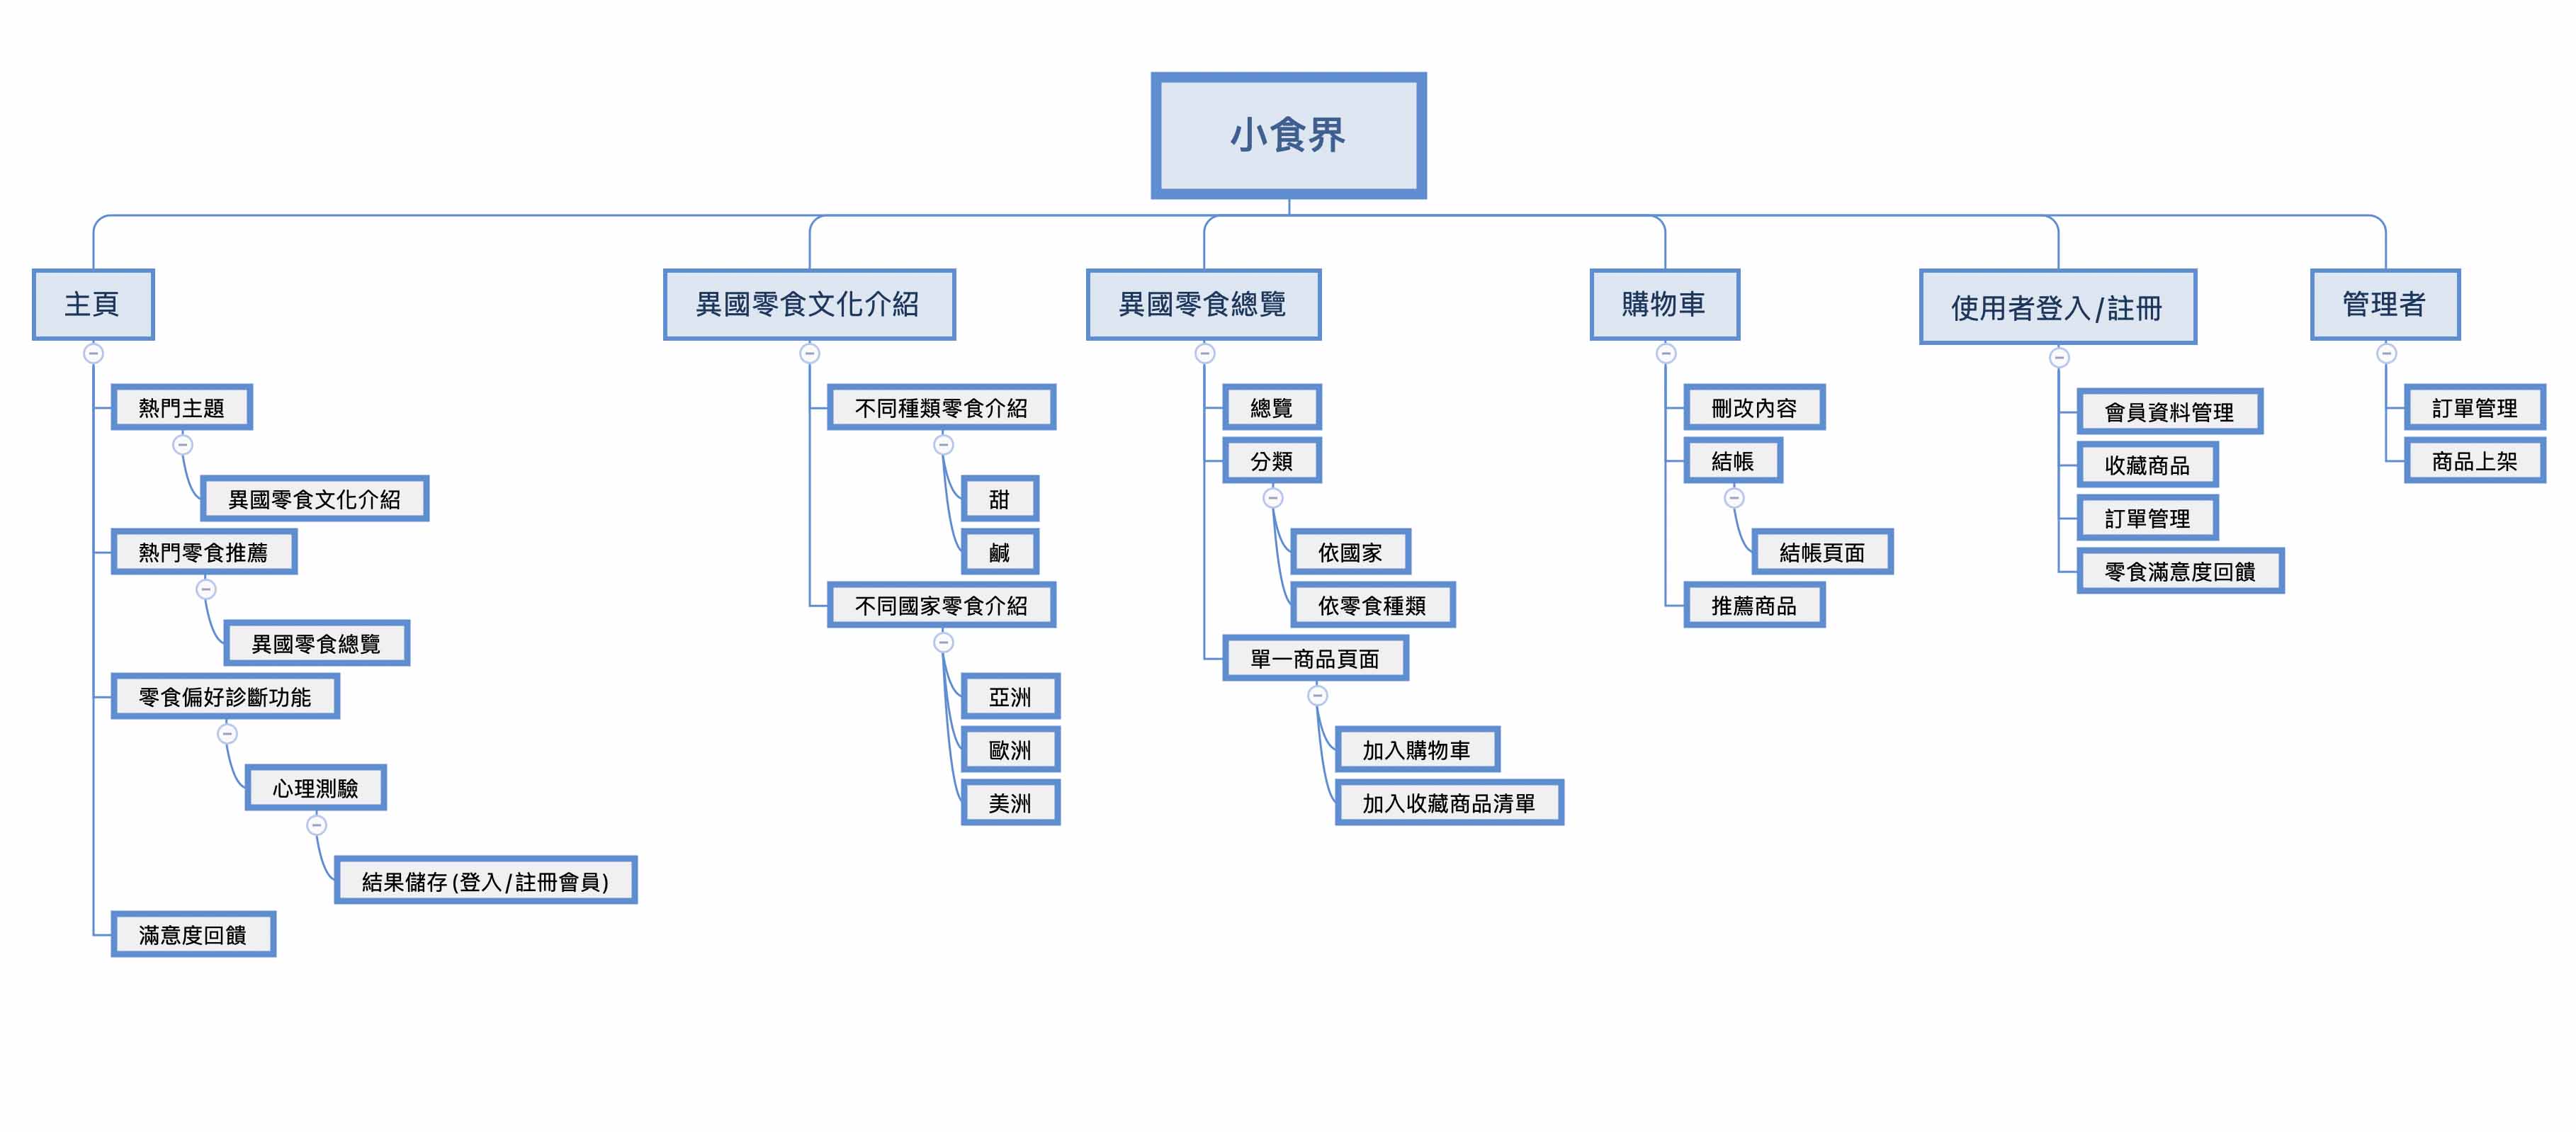 小食界
主頁
熱門主題
異國零食文化介紹
熱門零食推薦
異國零食總覽
零食偏好診斷功能
心理測驗
結果儲存(登入/註冊會員)
滿意度回饋
異國零食文化介紹
不同種類零食介紹
甜
鹹
不同國家零食介紹
亞洲
歐洲
美洲
異國零食總覽
總覽
分類
依國家
依零食種類
單一商品頁面
加入購物車
加入收藏商品清單
購物車
刪改內容
結帳
結帳頁面
推薦商品
使用者登入/註冊
會員資料管理
收藏商品
訂單管理
零食滿意度回饋
管理者
訂單管理
商品上架